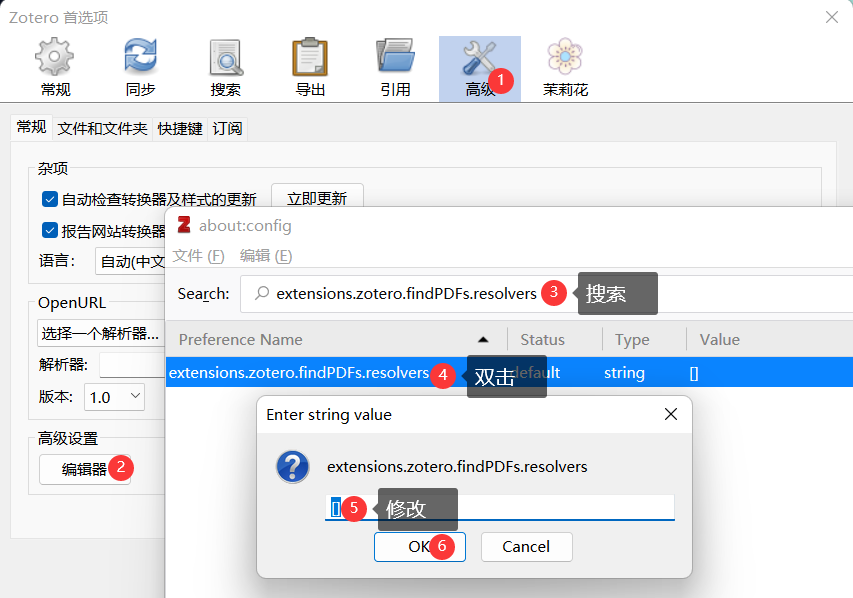 Zotero 首选项
常规 同步 搜索 导出 引用 高级 1 茉莉花
常规 文件和文件夹 快捷键 订阅
杂项
自动检查转换器及样式的更新 立即更新
报告网站转换器
语言： 自动(中文
OpenURL
选择一个解析器...
解析器:
版本: 1.0
高级设置
编辑器 2
about:config
文件 (F) 编辑 (E)
Search: extensions.zotero.findPDFs.resolvers 3 搜索
Preference Name Status Type Value
extensions.zotero.findPDFs.resolvers 4 双击 default string []
Enter string value
extensions.zotero.findPDFs.resolvers
[] 5 修改
OK 6 Cancel